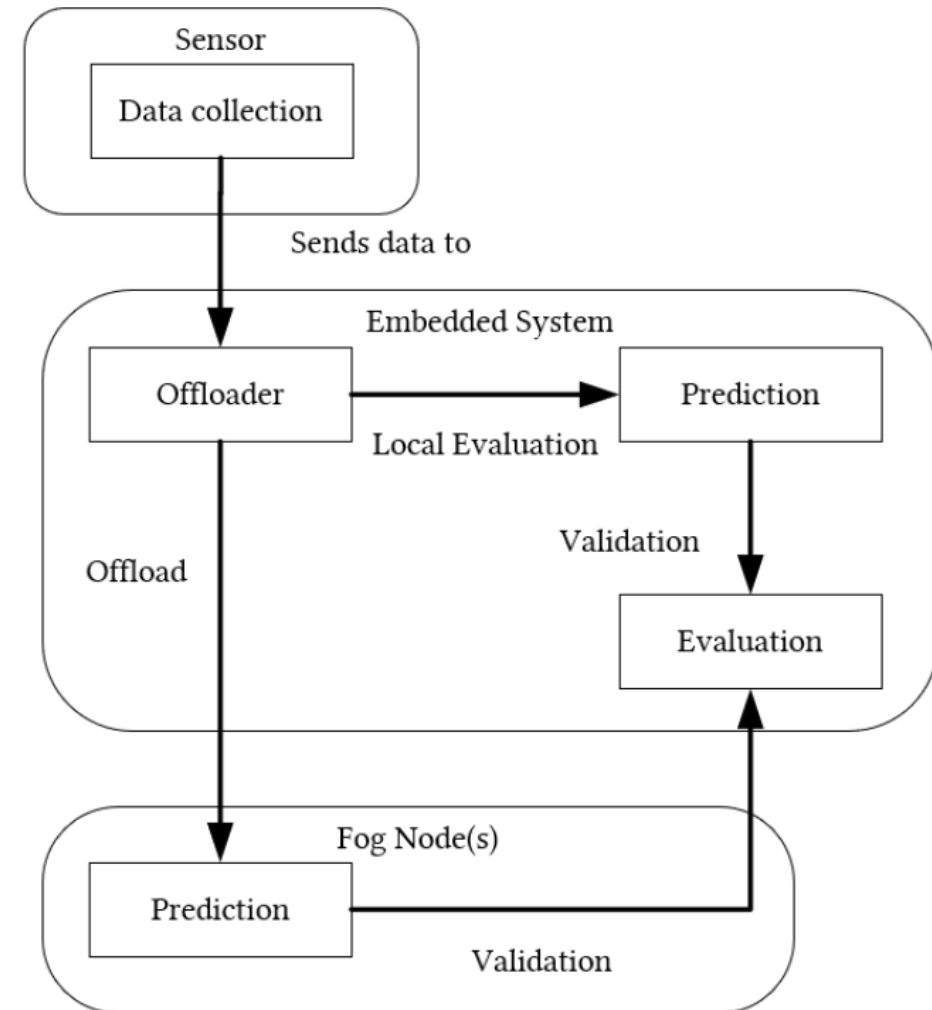 Sensor
Data collection
Sends data to
Embedded System
Offloader
Prediction
Local Evaluation
Validation
Offload
Evaluation
Fog Node(s)
Prediction
Validation